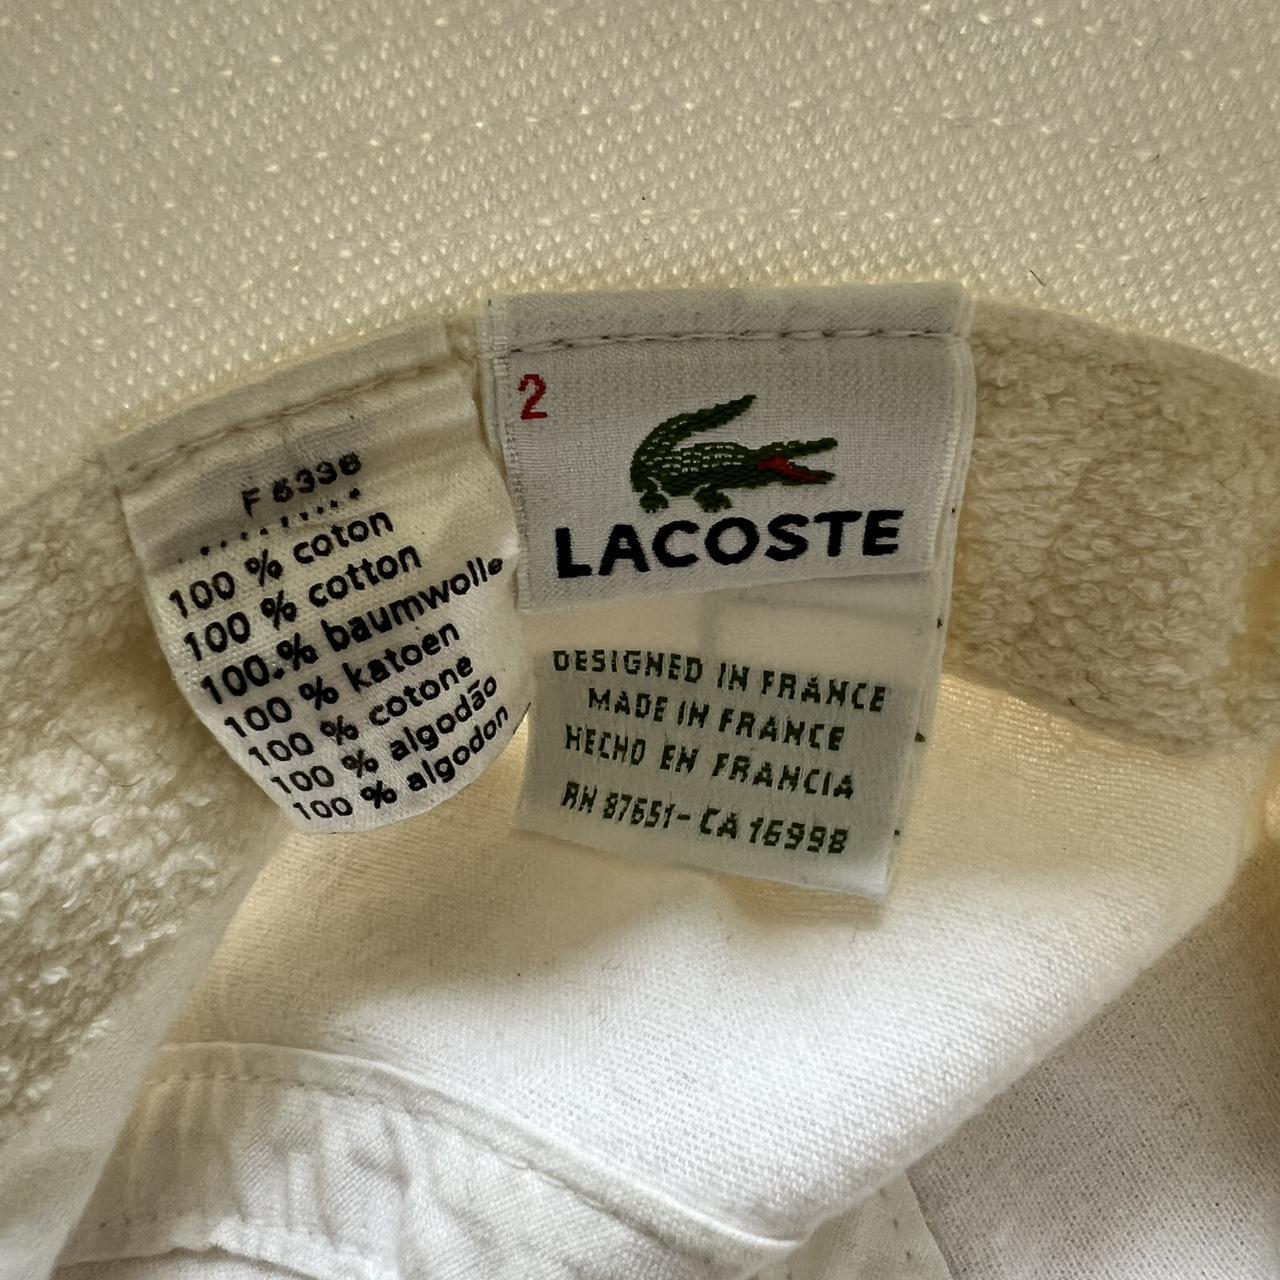 F 5398
100 % coton
100 % cotton
100.% baumwolle
100 % katoen
100 % cotone
100 % algodão
100 % algodon
2
LACOSTE
DESIGNED IN FRANCE
MADE IN FRANCE
HECHO EN FRANCIA
RN 87651- CA 16998